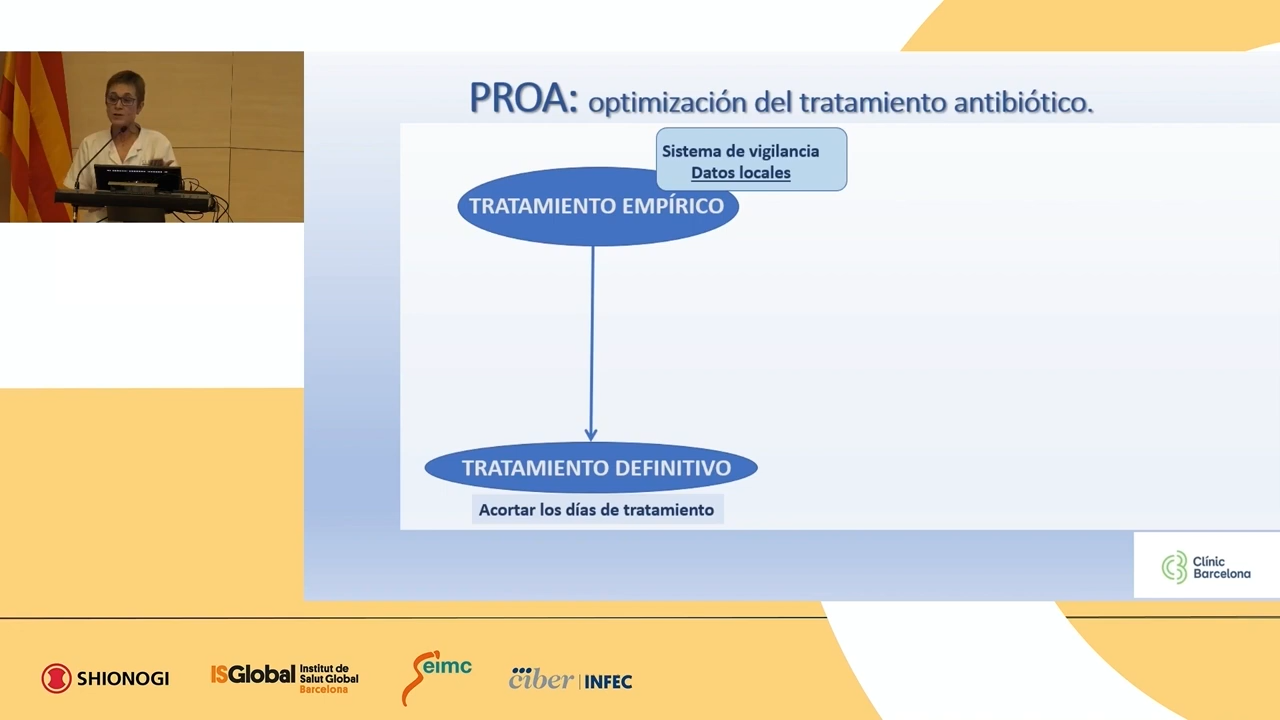 PROA: optimización del tratamiento antibiótico.
Sistema de vigilancia
Datos locales
TRATAMIENTO EMPÍRICO
TRATAMIENTO DEFINITIVO
Acortar los días de tratamiento
Clínic
Barcelona
SHIONOGI
ISGlobal Institut de
Salut Global
Barcelona
Seimc
ciber INFEC